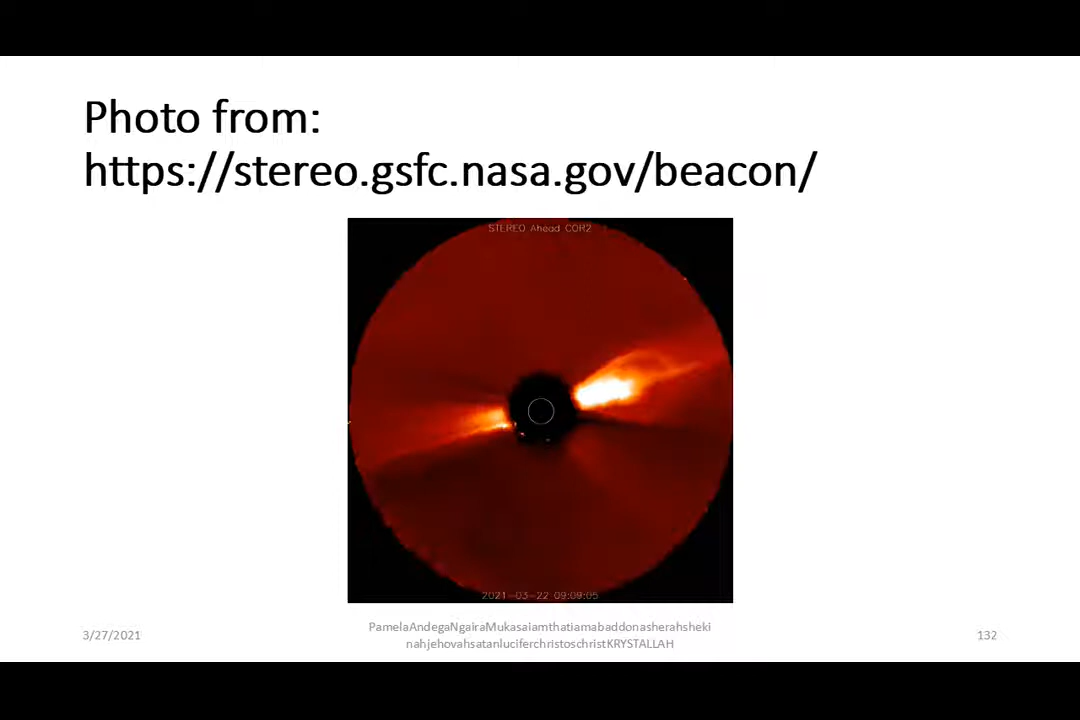 Photo from:
https://stereo.gsfc.nasa.gov/beacon/
STEREO Ahead COR2
2021-03-22 09:09:05
3/27/2021
PamelaAndegaNgairaMukasaiamthatiamabaddonasherahsheki
nahjehovahsatanluciferchristoschristKRYSTALLAH
132